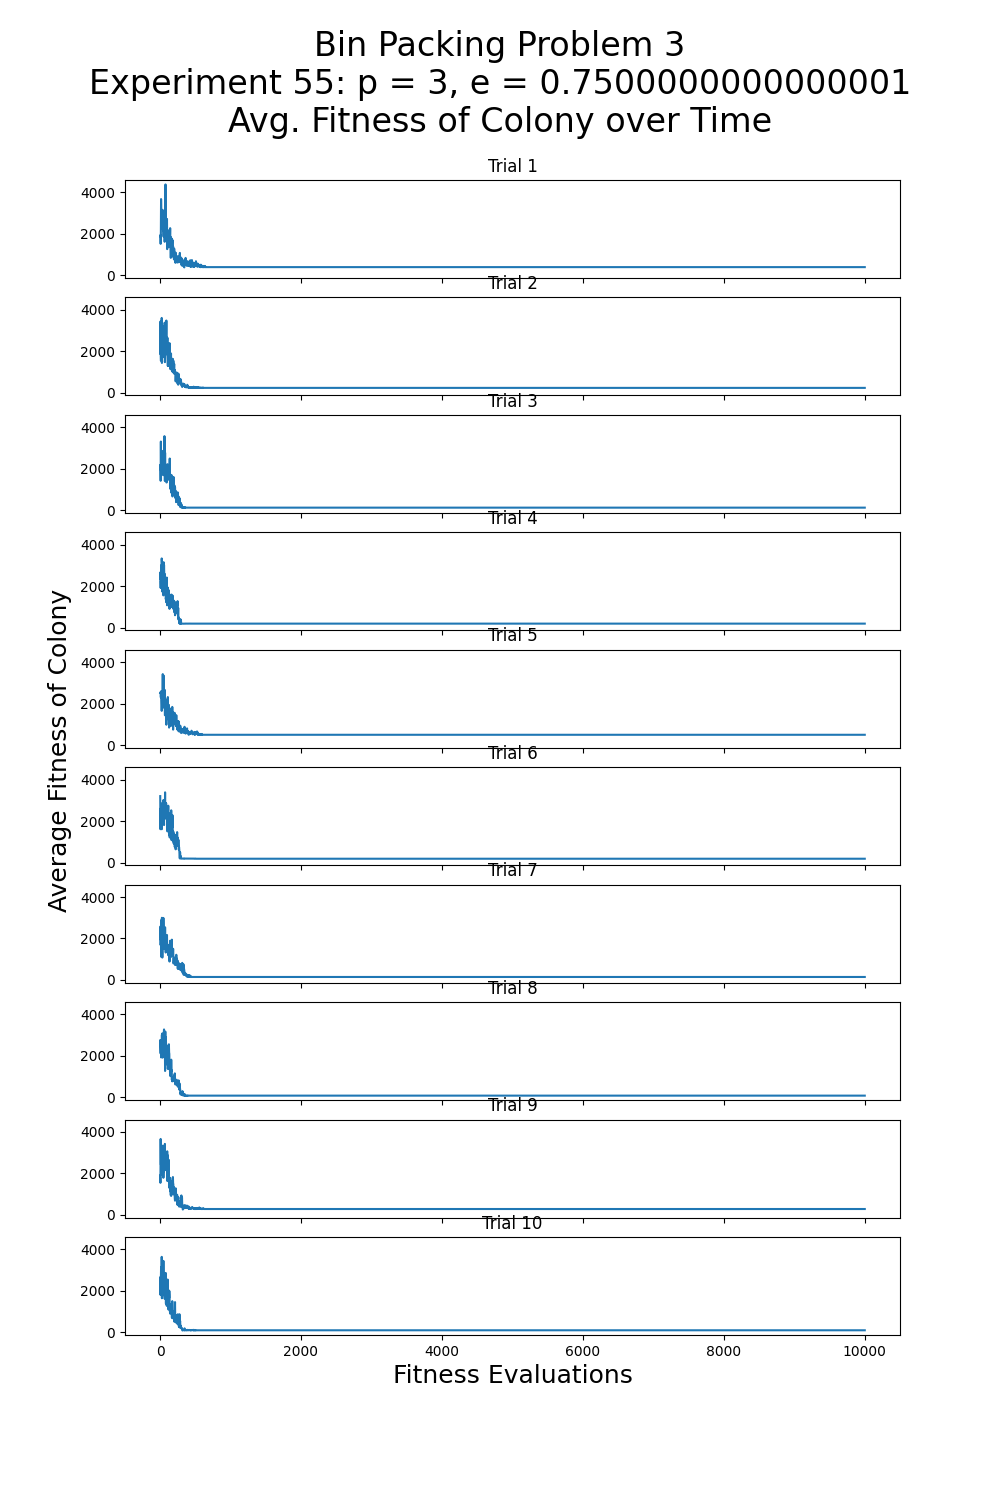 Bin Packing Problem 3
Experiment 55: p = 3, e = 0.7500000000000001
Avg. Fitness of Colony over Time
Trial 1
4000
2000
0
Trial 2
4000
2000
0
Trial 3
4000
2000
0
Trial 4
4000
2000
0
Trial 5
4000
2000
0
Trial 6
4000
2000
0
Trial 7
4000
2000
0
Trial 8
4000
2000
0
Trial 9
4000
2000
0
Trial 10
4000
2000
0
0 2000 4000 6000 8000 10000
Fitness Evaluations
Average Fitness of Colony